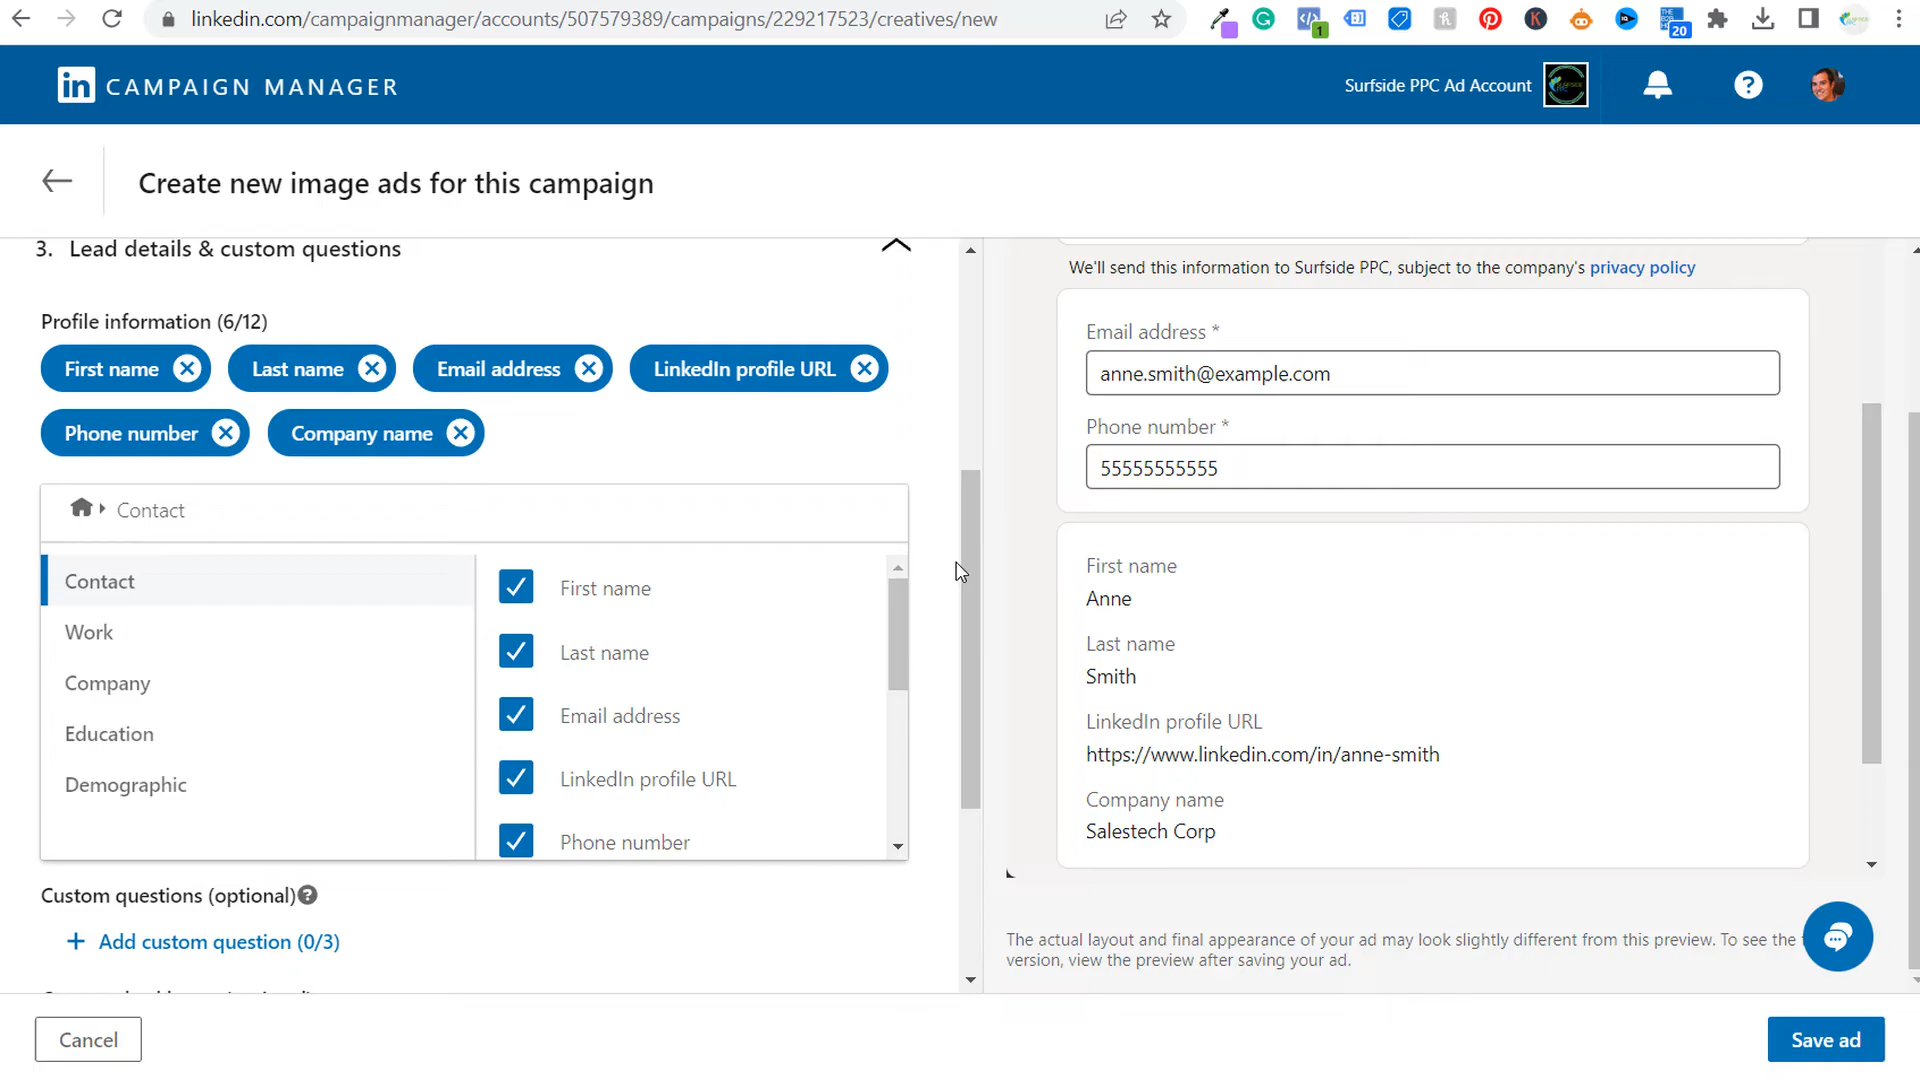 linkedin.com/campaignmanager/accounts/507579389/campaigns/229217523/creatives/new
1
20
in CAMPAIGN MANAGER
Surfside PPC Ad Account
Create new image ads for this campaign
3. Lead details & custom questions
Profile information (6/12)
First name
Last name
Email address
LinkedIn profile URL
Phone number
Company name
Contact
Contact
Work
Company
Education
Demographic
First name
Last name
Email address
LinkedIn profile URL
Phone number
Custom questions (optional)
Add custom question (0/3)
Cancel
We'll send this information to Surfside PPC, subject to the company's privacy policy
Email address *
anne.smith@example.com
Phone number *
55555555555
First name
Anne
Last name
Smith
LinkedIn profile URL
https://www.linkedin.com/in/anne-smith
Company name
Salestech Corp
The actual layout and final appearance of your ad may look slightly different from this preview. To see the
version, view the preview after saving your ad.
Save ad